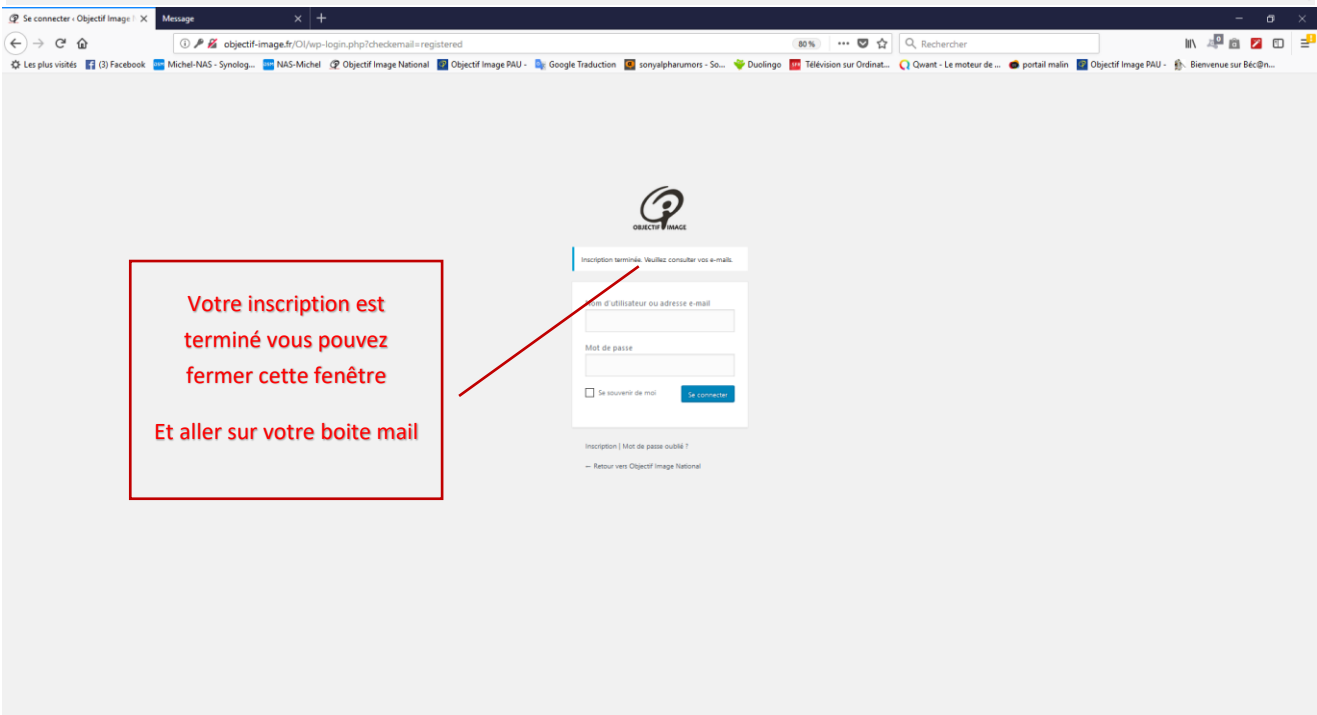 Se connecter ‹ Objectif Image
Message
objectif-image.fr/OI/wp-login.php?checkemail=registered
80 %
Rechercher
Les plus visités
(3) Facebook
Michel-NAS - Synolog...
NAS-Michel
Objectif Image National
Objectif Image PAU -
Google Traduction
sonyalpharumors - So...
Duolingo
Télévision sur Ordinat...
Qwant - Le moteur de ...
portail malin
Objectif Image PAU -
Bienvenue sur Béc@n...
OBJECTIF IMAGE
Inscription terminée. Veuillez consulter vos e-mails.
Votre inscription est
terminé vous pouvez
fermer cette fenêtre
Et aller sur votre boite mail
Nom d'utilisateur ou adresse e-mail
Mot de passe
Se souvenir de moi
Se connecter
Inscription | Mot de passe oublié ?
← Retour vers Objectif Image National